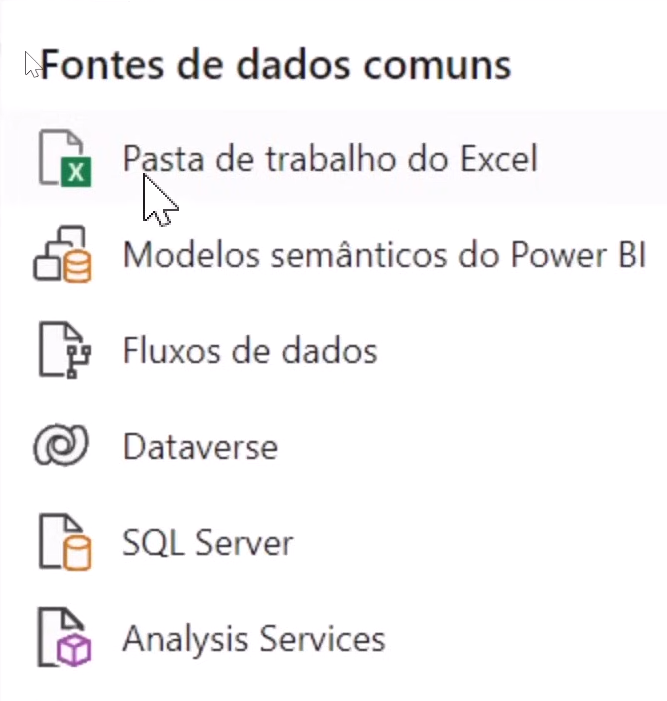 Fontes de dados comuns
Pasta de trabalho do Excel
Modelos semânticos do Power BI
Fluxos de dados
Dataverse
SQL Server
Analysis Services